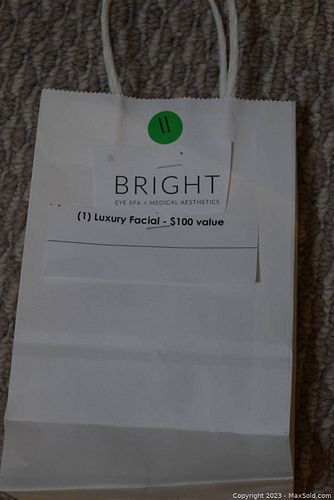 11
BRIGHT
EYE SPA + MEDICAL AESTHETICS
(1) Luxury Facial - $100 value
Copyright 2023 - MaxSold.com